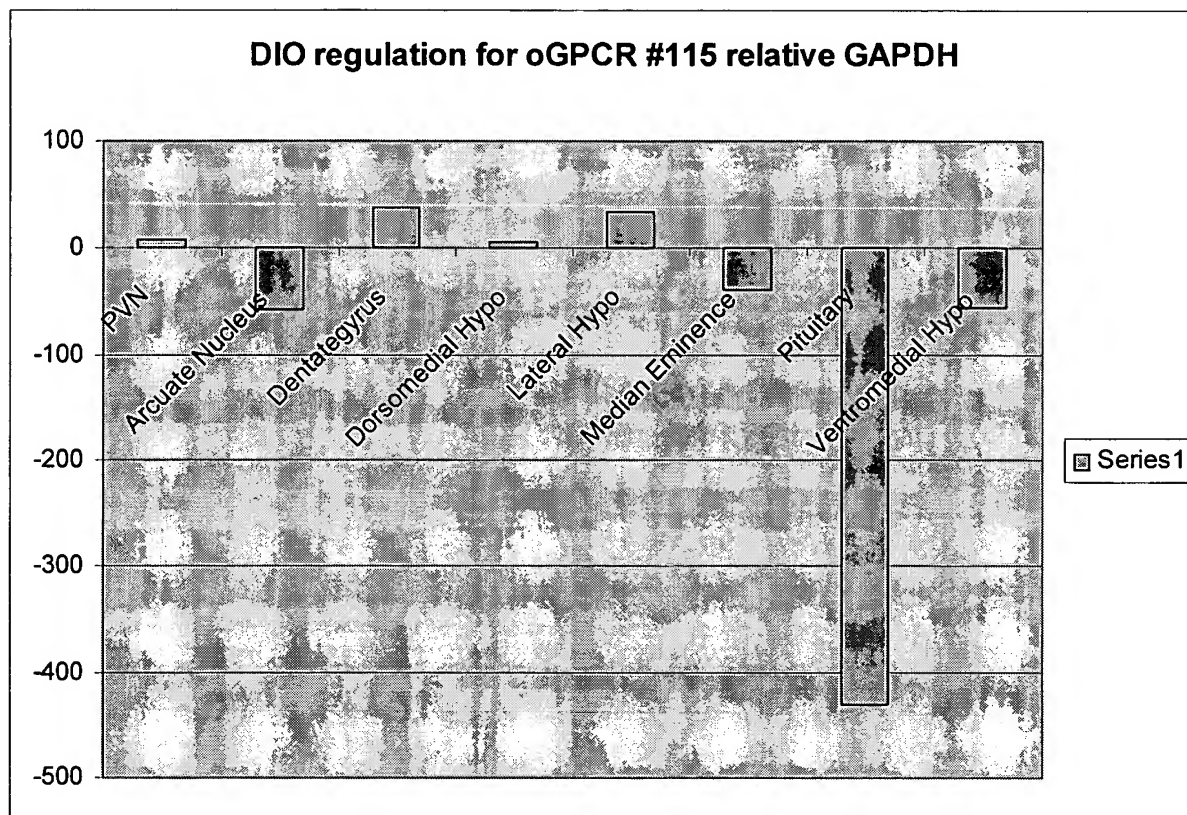 DIO regulation for oGPCR #115 relative GAPDH
100
0
-100
-200
-300
-400
-500
PVN
Arcuate Nucleus
Dentategyrus
Dorsomedial Hypo
Lateral Hypo
Median Eminence
Pituitary
Ventromedial Hypo
Series1